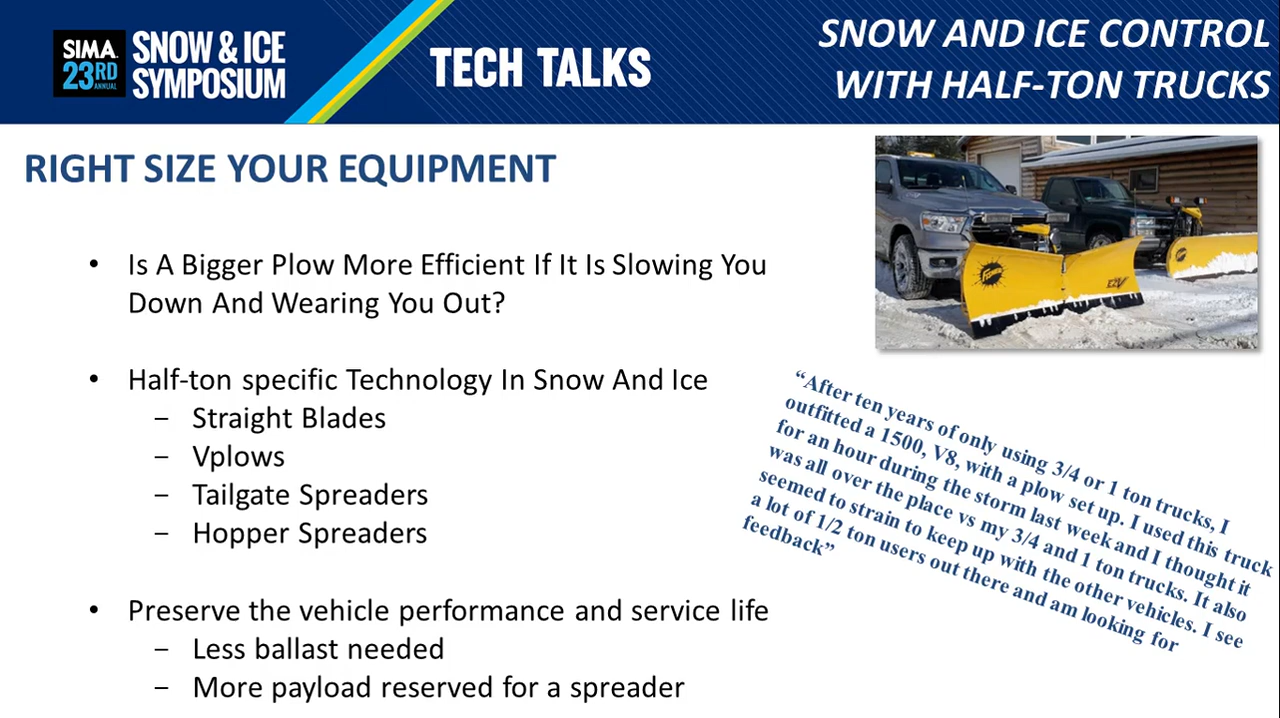 SIMA
23RD
ANNUAL
SNOW & ICE
SYMPOSIUM
TECH TALKS
SNOW AND ICE CONTROL
WITH HALF-TON TRUCKS
RIGHT SIZE YOUR EQUIPMENT
• Is A Bigger Plow More Efficient If It Is Slowing You
Down And Wearing You Out?
• Half-ton specific Technology In Snow And Ice
– Straight Blades
– Vplows
– Tailgate Spreaders
– Hopper Spreaders
• Preserve the vehicle performance and service life
– Less ballast needed
– More payload reserved for a spreader
FISHER
EZV
“After ten years of only using 3/4 or 1 ton trucks, I
outfitted a 1500, V8, with a plow set up. I used this truck
for an hour during the storm last week and I thought it
was all over the place vs my 3/4 and 1 ton trucks. It also
seemed to strain to keep up with the other vehicles. I see
a lot of 1/2 ton users out there and am looking for
feedback”